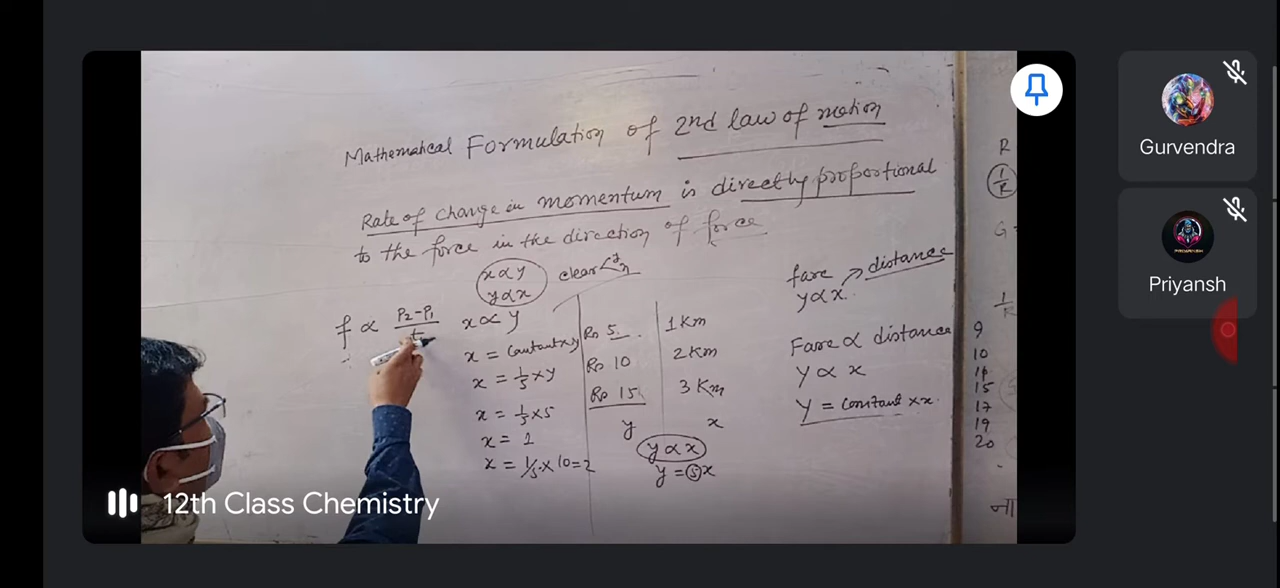 Mathematical Formulation of 2nd law of motion
Rate of change in momentum is directly proportional
to the force in the direction of force
x ∝ y
y ∝ x
clear
f ∝ P2-P1
t
x ∝ y
x = Constant x y
x = 1/5 x y
x = 1/5 x 5
x = 1
x = 1/5 x 10 = 2
Rs 5. 1 Km
Rs 10 2 Km
Rs 15 3 Km
y x
y ∝ x
y = 5x
fare distance
y ∝ x.
Fare ∝ distance
y ∝ x
y = constant x x.
R
1/R
G
9
10
15
17
19
20
ना
Gurvendra
Priyansh
12th Class Chemistry